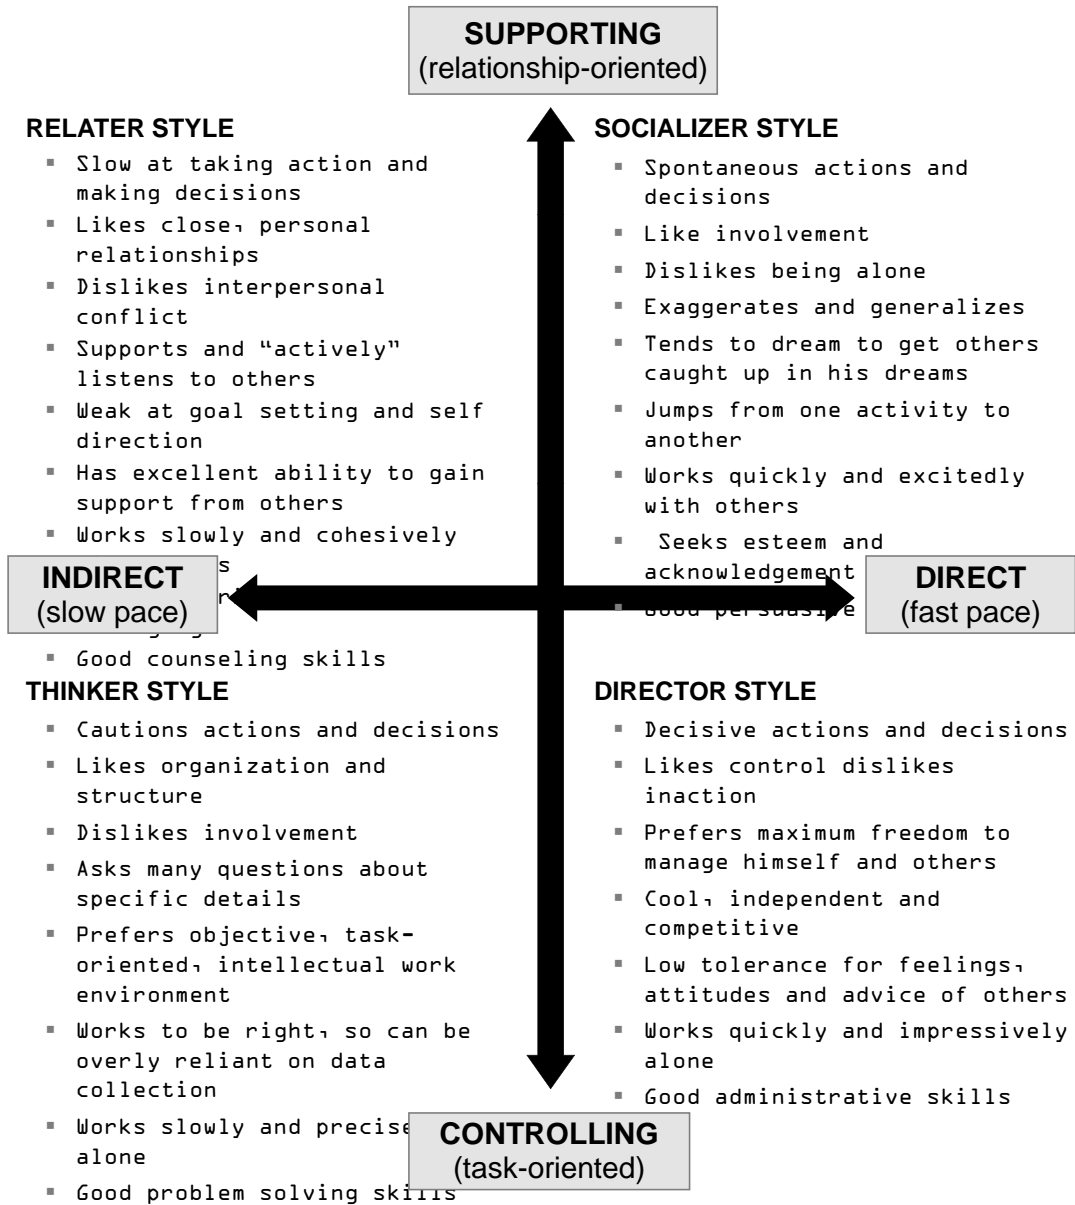 SUPPORTING
(relationship-oriented)
RELATER STYLE
▪ Slow at taking action and
making decisions
▪ Likes close, personal
relationships
▪ Dislikes interpersonal
conflict
▪ Supports and “actively”
listens to others
▪ Weak at goal setting and self
direction
▪ Has excellent ability to gain
support from others
▪ Works slowly and cohesively
▪ Good counseling skills
SOCIALIZER STYLE
▪ Spontaneous actions and
decisions
▪ Like involvement
▪ Dislikes being alone
▪ Exaggerates and generalizes
▪ Tends to dream to get others
caught up in his dreams
▪ Jumps from one activity to
another
▪ Works quickly and excitedly
with others
▪ Seeks esteem and
acknowledgement
▪ Good persuasive
INDIRECT
(slow pace)
DIRECT
(fast pace)
THINKER STYLE
▪ Cautions actions and decisions
▪ Likes organization and
structure
▪ Dislikes involvement
▪ Asks many questions about
specific details
▪ Prefers objective, task-
oriented, intellectual work
environment
▪ Works to be right, so can be
overly reliant on data
collection
▪ Works slowly and precise
alone
▪ Good problem solving skills
DIRECTOR STYLE
▪ Decisive actions and decisions
▪ Likes control dislikes
inaction
▪ Prefers maximum freedom to
manage himself and others
▪ Cool, independent and
competitive
▪ Low tolerance for feelings,
attitudes and advice of others
▪ Works quickly and impressively
alone
▪ Good administrative skills
CONTROLLING
(task-oriented)